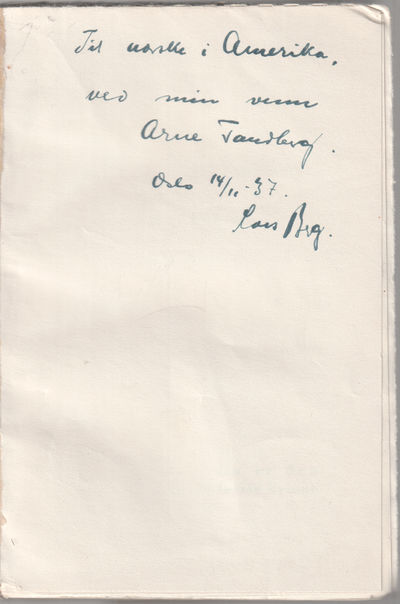 Til norske i Amerika,
ved min venn
Arne Tandberg.
Oslo 14/11-37.
Lars Berg.